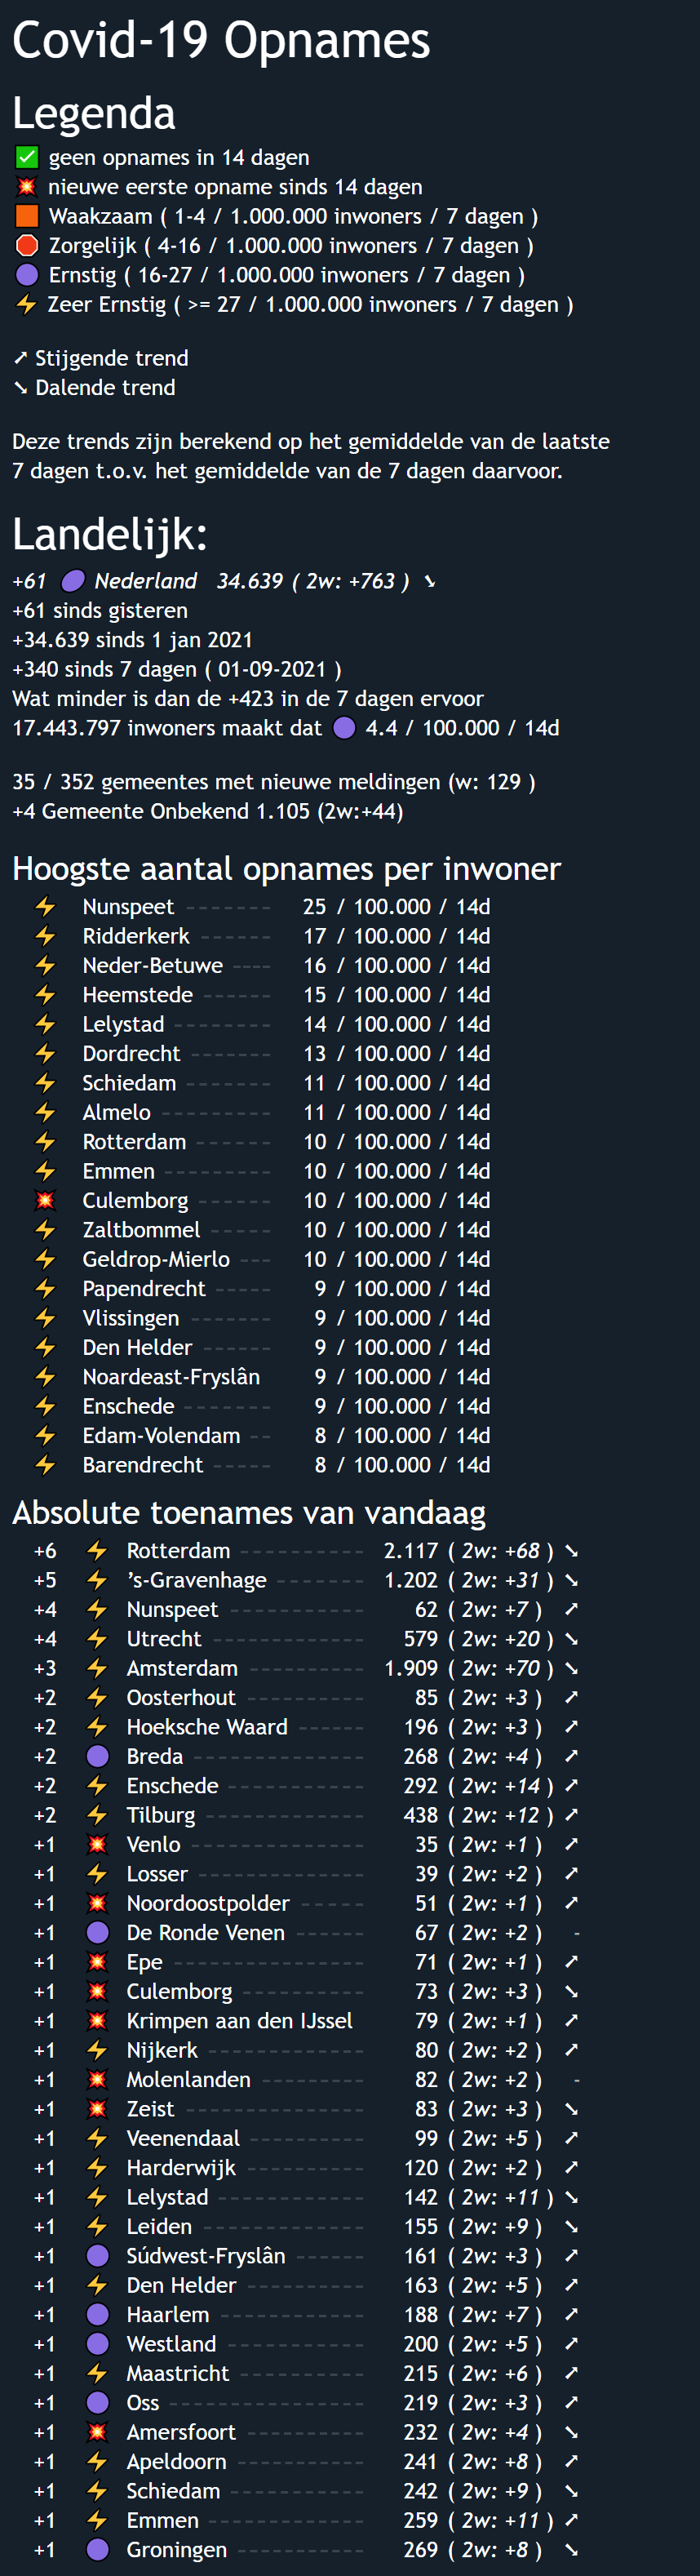 Covid-19 Opnames
Legenda
✅ geen opnames in 14 dagen
💥 nieuwe eerste opname sinds 14 dagen
🟧 Waakzaam ( 1-4 / 1.000.000 inwoners / 7 dagen )
🛑 Zorgelijk ( 4-16 / 1.000.000 inwoners / 7 dagen )
🟣 Ernstig ( 16-27 / 1.000.000 inwoners / 7 dagen )
⚡ Zeer Ernstig ( >= 27 / 1.000.000 inwoners / 7 dagen )
➚ Stijgende trend
➘ Dalende trend
Deze trends zijn berekend op het gemiddelde van de laatste
7 dagen t.o.v. het gemiddelde van de 7 dagen daarvoor.
Landelijk:
+61 🟣 Nederland 34.639 ( 2w: +763 ) ➘
+61 sinds gisteren
+34.639 sinds 1 jan 2021
+340 sinds 7 dagen ( 01-09-2021 )
Wat minder is dan de +423 in de 7 dagen ervoor
17.443.797 inwoners maakt dat 🟣 4.4 / 100.000 / 14d
35 / 352 gemeentes met nieuwe meldingen (w: 129 )
+4 Gemeente Onbekend 1.105 (2w:+44)
Hoogste aantal opnames per inwoner
⚡ Nunspeet ------- 25 / 100.000 / 14d
⚡ Ridderkerk ------ 17 / 100.000 / 14d
⚡ Neder-Betuwe ---- 16 / 100.000 / 14d
⚡ Heemstede ------ 15 / 100.000 / 14d
⚡ Lelystad -------- 14 / 100.000 / 14d
⚡ Dordrecht ------- 13 / 100.000 / 14d
⚡ Schiedam ------- 11 / 100.000 / 14d
⚡ Almelo --------- 11 / 100.000 / 14d
⚡ Rotterdam ------ 10 / 100.000 / 14d
⚡ Emmen --------- 10 / 100.000 / 14d
💥 Culemborg ------ 10 / 100.000 / 14d
⚡ Zaltbommel ----- 10 / 100.000 / 14d
⚡ Geldrop-Mierlo --- 10 / 100.000 / 14d
⚡ Papendrecht ----- 9 / 100.000 / 14d
⚡ Vlissingen ------- 9 / 100.000 / 14d
⚡ Den Helder ------ 9 / 100.000 / 14d
⚡ Noardeast-Fryslân 9 / 100.000 / 14d
⚡ Enschede ------- 9 / 100.000 / 14d
⚡ Edam-Volendam -- 8 / 100.000 / 14d
⚡ Barendrecht ----- 8 / 100.000 / 14d
Absolute toenames van vandaag
+6 ⚡ Rotterdam ---------- 2.117 ( 2w: +68 ) ➘
+5 ⚡ ’s-Gravenhage ------- 1.202 ( 2w: +31 ) ➘
+4 ⚡ Nunspeet ----------- 62 ( 2w: +7 ) ➚
+4 ⚡ Utrecht ------------ 579 ( 2w: +20 ) ➘
+3 ⚡ Amsterdam --------- 1.909 ( 2w: +70 ) ➘
+2 ⚡ Oosterhout ---------- 85 ( 2w: +3 ) ➚
+2 ⚡ Hoeksche Waard ----- 196 ( 2w: +3 ) ➚
+2 🟣 Breda -------------- 268 ( 2w: +4 ) ➚
+2 ⚡ Enschede ----------- 292 ( 2w: +14 ) ➚
+2 ⚡ Tilburg ------------- 438 ( 2w: +12 ) ➚
+1 💥 Venlo -------------- 35 ( 2w: +1 ) ➚
+1 ⚡ Losser ------------- 39 ( 2w: +2 ) ➚
+1 💥 Noordoostpolder ----- 51 ( 2w: +1 ) ➚
+1 🟣 De Ronde Venen ------ 67 ( 2w: +2 ) -
+1 💥 Epe --------------- 71 ( 2w: +1 ) ➚
+1 💥 Culemborg ---------- 73 ( 2w: +3 ) ➘
+1 💥 Krimpen aan den IJssel 79 ( 2w: +1 ) ➚
+1 ⚡ Nijkerk ------------ 80 ( 2w: +2 ) ➚
+1 💥 Molenlanden -------- 82 ( 2w: +2 ) -
+1 💥 Zeist --------------- 83 ( 2w: +3 ) ➘
+1 ⚡ Veenendaal --------- 99 ( 2w: +5 ) ➚
+1 ⚡ Harderwijk --------- 120 ( 2w: +2 ) ➚
+1 ⚡ Lelystad ------------ 142 ( 2w: +11 ) ➘
+1 ⚡ Leiden ------------- 155 ( 2w: +9 ) ➘
+1 🟣 Súdwest-Fryslân ------ 161 ( 2w: +3 ) ➚
+1 ⚡ Den Helder ---------- 163 ( 2w: +5 ) ➚
+1 🟣 Haarlem ------------ 188 ( 2w: +7 ) ➚
+1 🟣 Westland ----------- 200 ( 2w: +5 ) ➚
+1 ⚡ Maastricht ---------- 215 ( 2w: +6 ) ➚
+1 🟣 Oss ---------------- 219 ( 2w: +3 ) ➚
+1 💥 Amersfoort ---------- 232 ( 2w: +4 ) ➘
+1 ⚡ Apeldoorn ---------- 241 ( 2w: +8 ) ➚
+1 ⚡ Schiedam ----------- 242 ( 2w: +9 ) ➘
+1 ⚡ Emmen ------------- 259 ( 2w: +11 ) ➚
+1 🟣 Groningen ---------- 269 ( 2w: +8 ) ➘